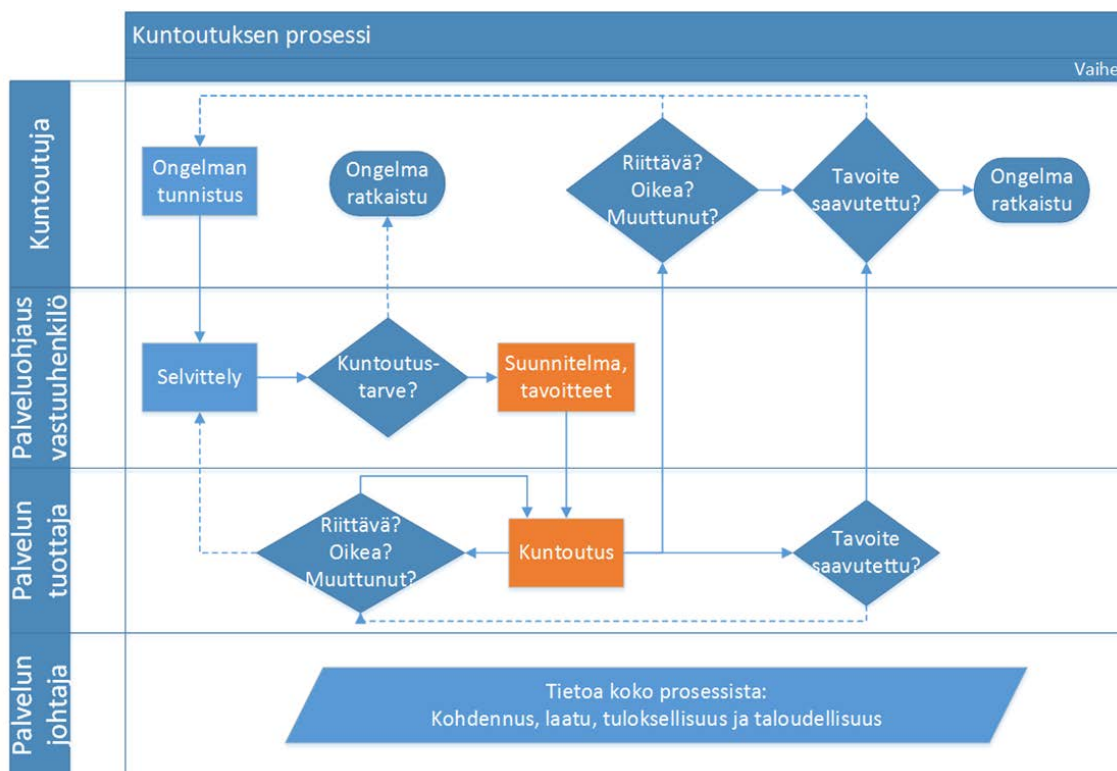 Kuntoutuksen prosessi
Vaihe
Kuntoutuja
Ongelman
tunnistus
Ongelma
ratkaistu
Riittävä?
Oikea?
Muuttunut?
Tavoite
saavutettu?
Ongelma
ratkaistu
Palveluohjaus
vastuuhenkilö
Selvittely
Kuntoutus-
tarve?
Suunnitelma,
tavoitteet
Palvelun
tuottaja
Riittävä?
Oikea?
Muuttunut?
Kuntoutus
Tavoite
saavutettu?
Palvelun
johtaja
Tietoa koko prosessista:
Kohdennus, laatu, tuloksellisuus ja taloudellisuus